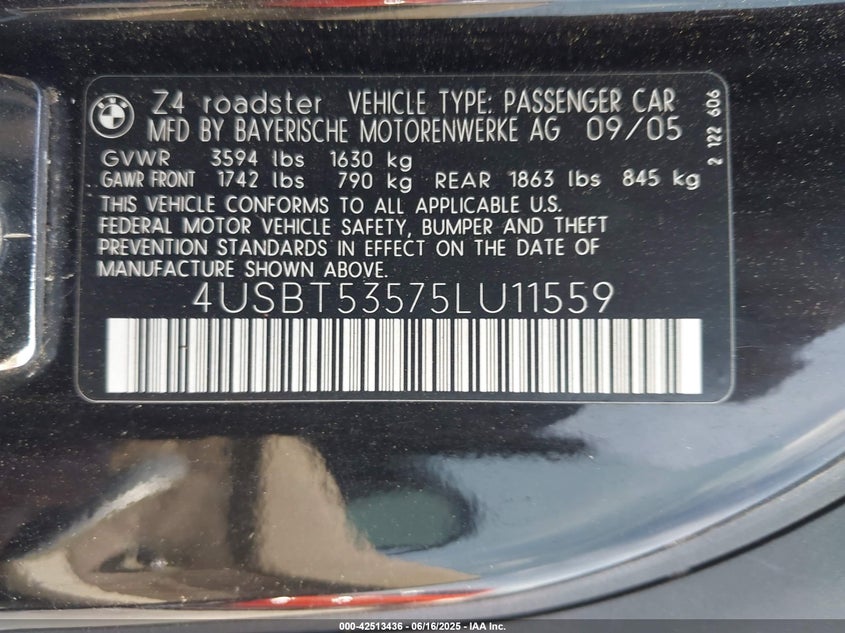 Z4 roadster VEHICLE TYPE: PASSENGER CAR
MFD BY BAYERISCHE MOTORENWERKE AG 09/05
GVWR 3594 lbs 1630 kg
GAWR FRONT 1742 lbs 790 kg REAR 1863 lbs 845 kg
THIS VEHICLE CONFORMS TO ALL APPLICABLE U.S.
FEDERAL MOTOR VEHICLE SAFETY, BUMPER AND THEFT
PREVENTION STANDARDS IN EFFECT ON THE DATE OF
MANUFACTURE SHOWN ABOVE.
4USBT53575LU11559
2 122 606
000-42513436 - 06/16/2025 - IAA Inc.